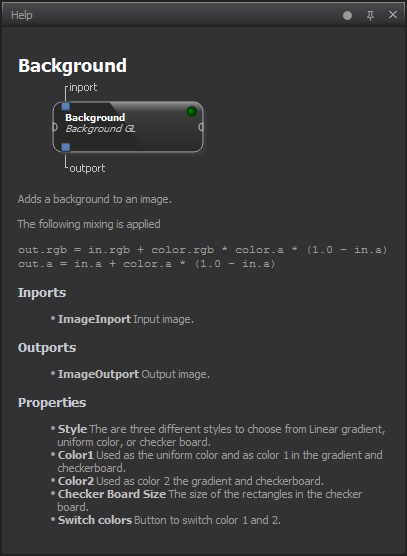 Help
Background
inport
Background
Background GL
outport
Adds a background to an image.
The following mixing is applied
out.rgb = in.rgb + color.rgb * color.a * (1.0 - in.a)
out.a = in.a + color.a * (1.0 - in.a)
Inports
• ImageInport Input image.
Outports
• ImageOutport Output image.
Properties
• Style The are three different styles to choose from Linear gradient,
uniform color, or checker board.
• Color1 Used as the uniform color and as color 1 in the gradient and
checkerboard.
• Color2 Used as color 2 the gradient and checkerboard.
• Checker Board Size The size of the rectangles in the checker
board.
• Switch colors Button to switch color 1 and 2.